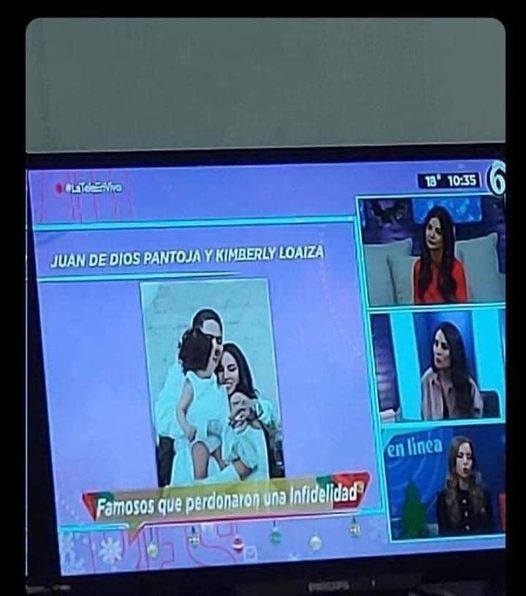 #LaTeleEnVivo
18° 10:35
6
JUAN DE DIOS PANTOJA Y KIMBERLY LOAIZA
en línea
Famosos que perdonaron una infidelidad
PHILIPS